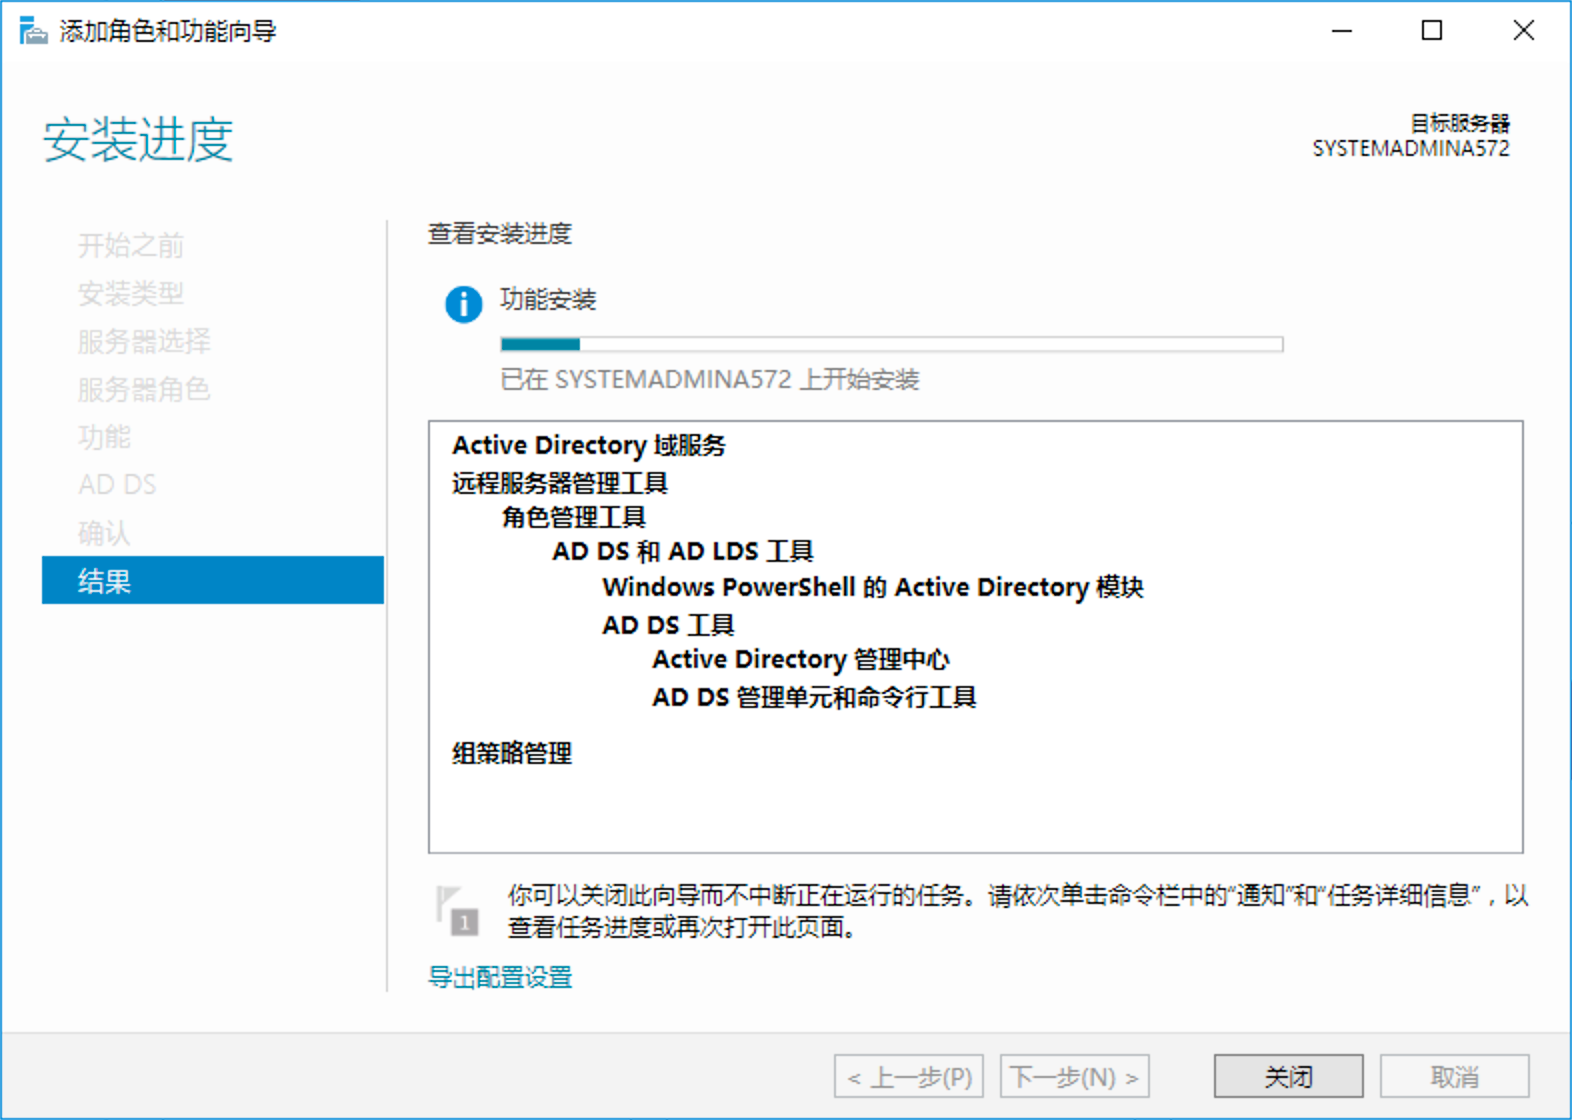 添加角色和功能向导
安装进度
目标服务器
SYSTEMADMINA572
开始之前
安装类型
服务器选择
服务器角色
功能
AD DS
确认
结果
查看安装进度
功能安装
已在 SYSTEMADMINA572 上开始安装
Active Directory 域服务
远程服务器管理工具
角色管理工具
AD DS 和 AD LDS 工具
Windows PowerShell 的 Active Directory 模块
AD DS 工具
Active Directory 管理中心
AD DS 管理单元和命令行工具
组策略管理
1
你可以关闭此向导而不中断正在运行的任务。请依次单击命令栏中的“通知”和“任务详细信息”，以
查看任务进度或再次打开此页面。
导出配置设置
< 上一步(P)
下一步(N) >
关闭
取消